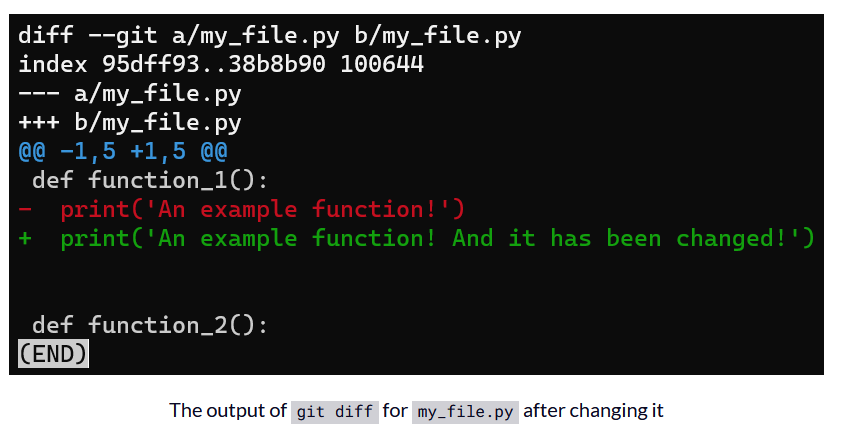 diff --git a/my_file.py b/my_file.py
index 95dff93..38b8b90 100644
--- a/my_file.py
+++ b/my_file.py
@@ -1,5 +1,5 @@
 def function_1():
-  print('An example function!')
+  print('An example function! And it has been changed!')
 def function_2():
(END)
The output of git diff for my_file.py after changing it